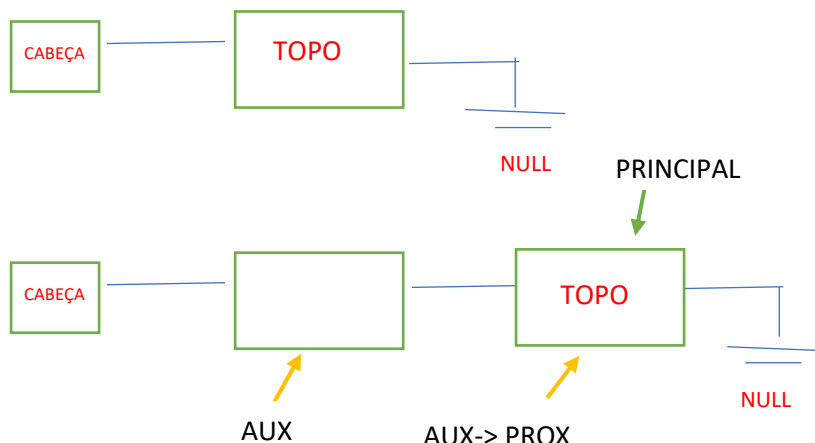 CABEÇA
TOPO
NULL
PRINCIPAL
CABEÇA
TOPO
NULL
AUX
AUX-> PROX